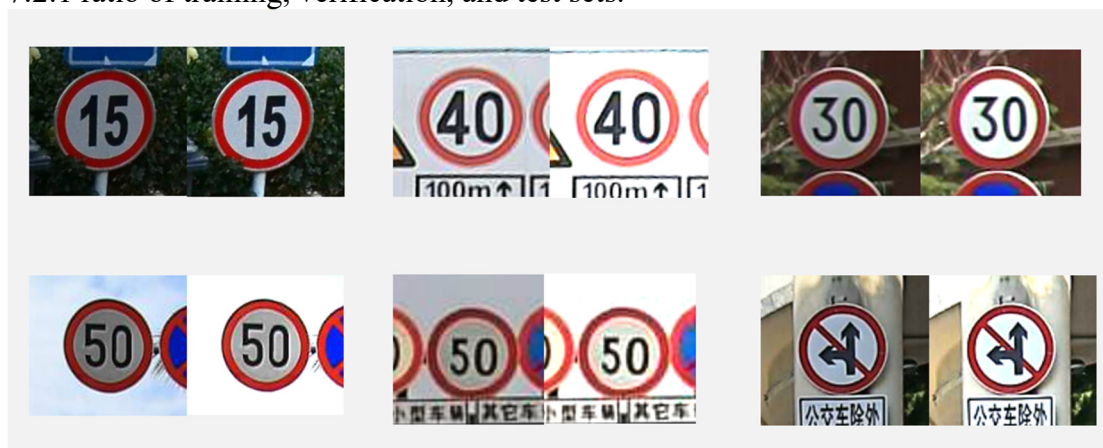 7:2:1 ratio of training, verification, and test sets.
15 15
40 40
100m↑ 1 100m↑ 1
30 30
50 50
50 50
小型车辆 其它车 小型车辆 其它车
公交车除外 公交车除外